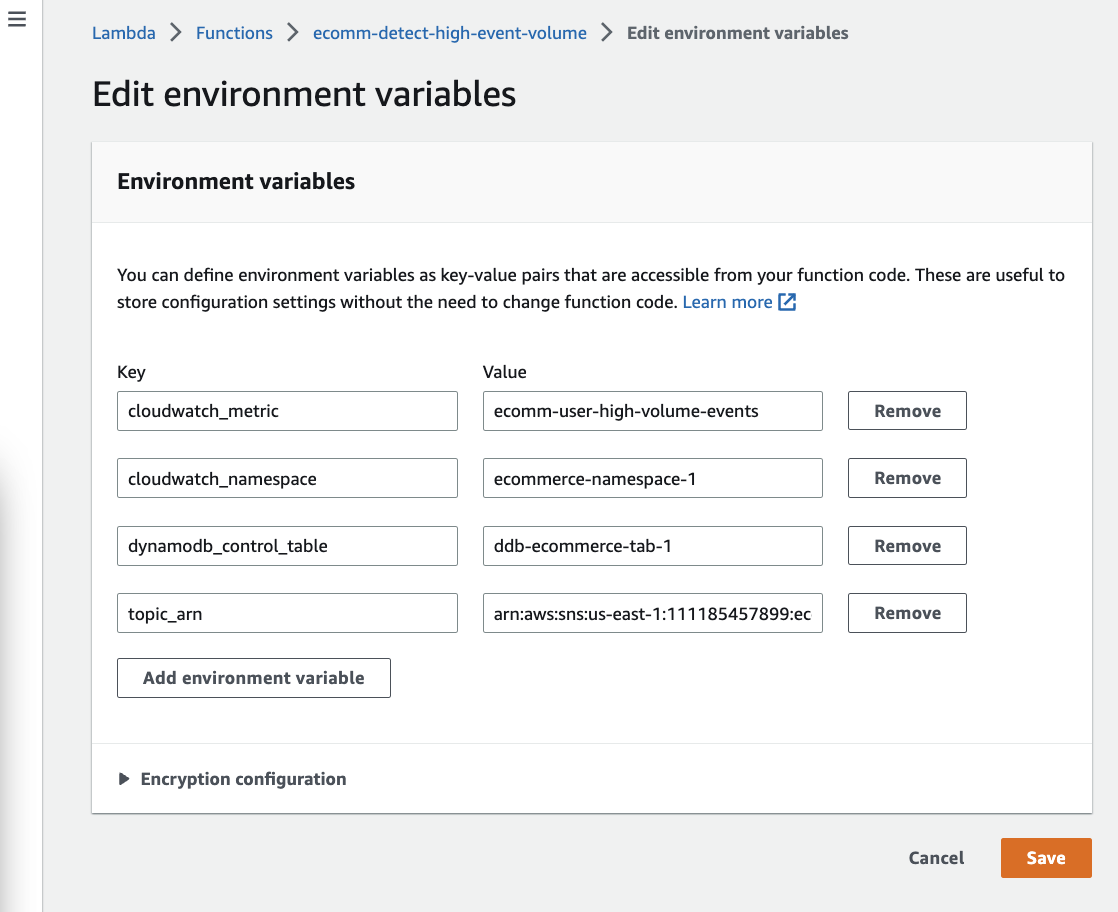 Lambda > Functions > ecomm-detect-high-event-volume > Edit environment variables
Edit environment variables
Environment variables
You can define environment variables as key-value pairs that are accessible from your function code. These are useful to
store configuration settings without the need to change function code. Learn more
Key Value
cloudwatch_metric ecomm-user-high-volume-events Remove
cloudwatch_namespace ecommerce-namespace-1 Remove
dynamodb_control_table ddb-ecommerce-tab-1 Remove
topic_arn arn:aws:sns:us-east-1:111185457899:ec Remove
Add environment variable
Encryption configuration
Cancel Save